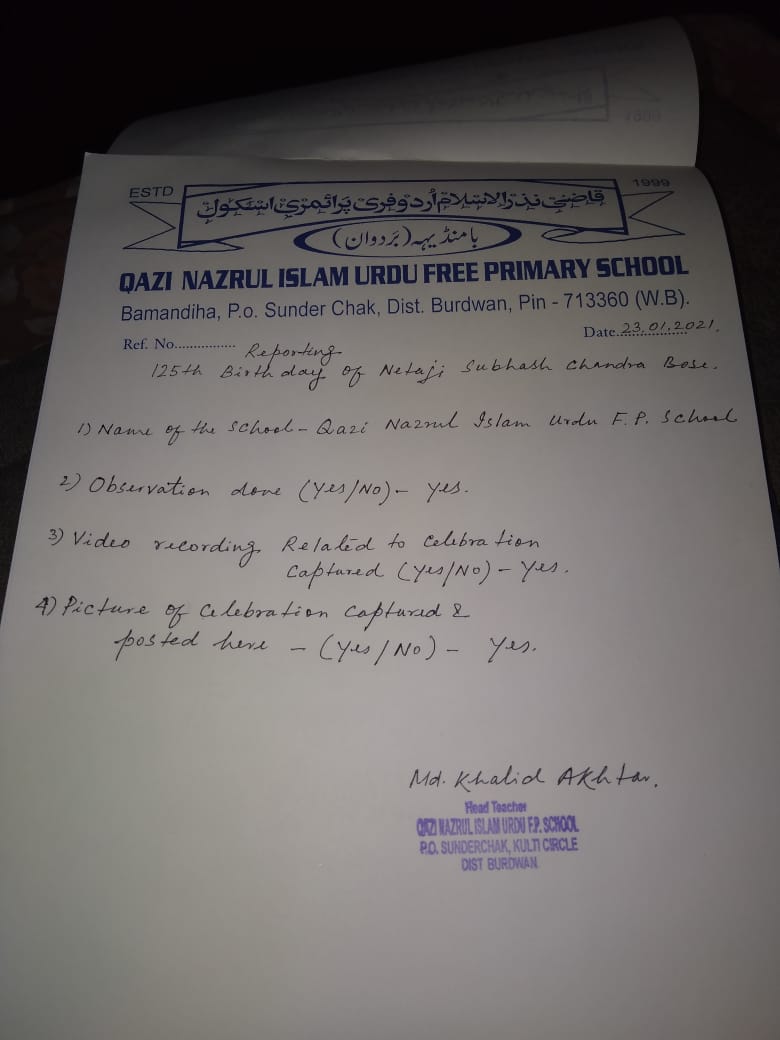 ESTD 1999
قاضی نذرالاسلام اُردو فری پرائمری اسکول
بامنڈیہہ (بَردوان)
QAZI NAZRUL ISLAM URDU FREE PRIMARY SCHOOL
Bamandiha, P.o. Sunder Chak, Dist. Burdwan, Pin - 713360 (W.B).
Ref. No............... Date..23.01.2021.
Reporting
125th Birthday of Netaji Subhash Chandra Bose.
1) Name of the School - Qazi Nazrul Islam Urdu F.P. School
2) Observation done (Yes/No) - Yes.
3) Video recording Related to Celebration
Captured (Yes/No) - Yes.
4) Picture of Celebration Captured &
posted here - (Yes/No) - Yes.
Md. Khalid Akhtar.
Head Teacher
QAZI NAZRUL ISLAM URDU F.P. SCHOOL
P.O. SUNDERCHAK, KULTI CIRCLE
DIST BURDWAN